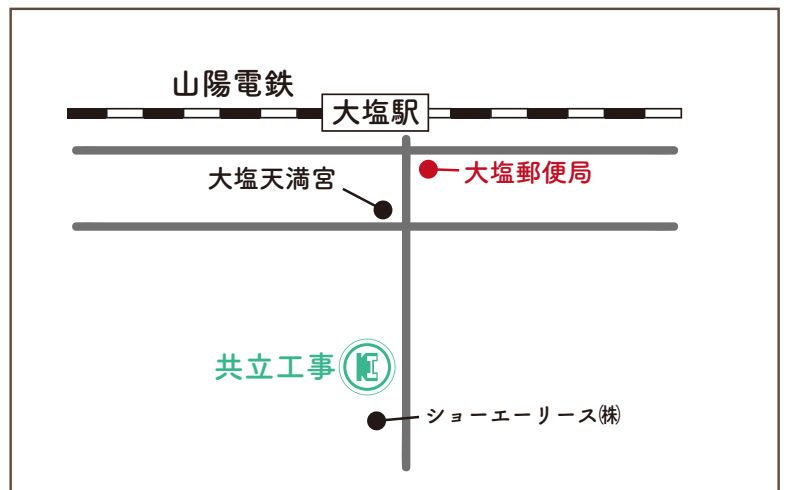 山陽電鉄
大塩駅
大塩天満宮
大塩郵便局
共立工事
ショーエーリース㈱